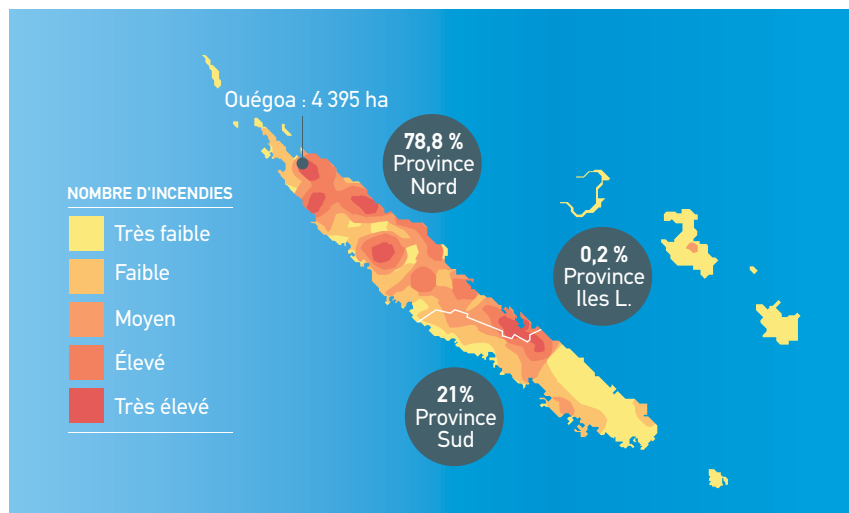 Ouégoa : 4 395 ha
78,8 %
Province
Nord
NOMBRE D'INCENDIES
Très faible
Faible
Moyen
Élevé
Très élevé
0,2 %
Province
Iles L.
21%
Province
Sud